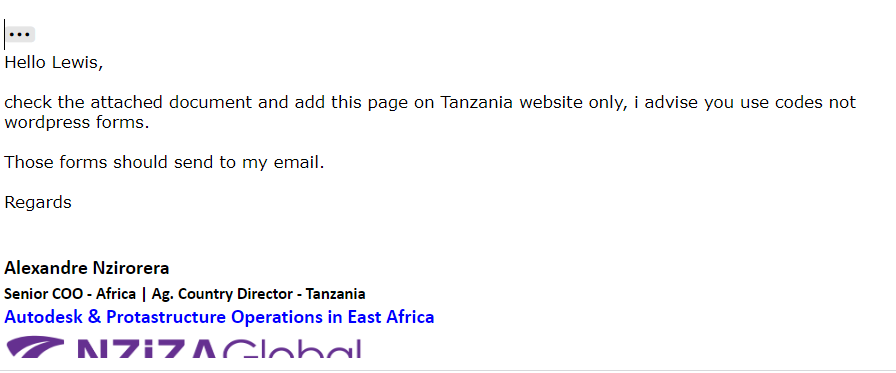 •••
Hello Lewis,
check the attached document and add this page on Tanzania website only, i advise you use codes not
wordpress forms.
Those forms should send to my email.
Regards
Alexandre Nzirorera
Senior COO - Africa | Ag. Country Director - Tanzania
Autodesk & Protastructure Operations in East Africa
NZiZA Global